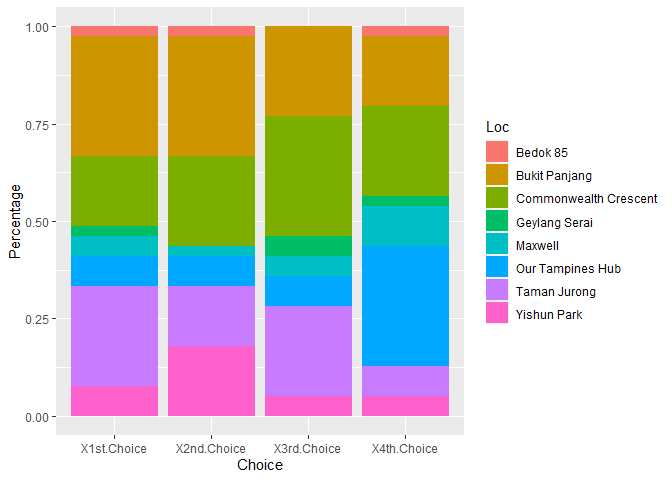 1.00
0.75
0.50
0.25
0.00
Percentage
X1st.Choice
X2nd.Choice
X3rd.Choice
X4th.Choice
Choice
Loc
Bedok 85
Bukit Panjang
Commonwealth Crescent
Geylang Serai
Maxwell
Our Tampines Hub
Taman Jurong
Yishun Park